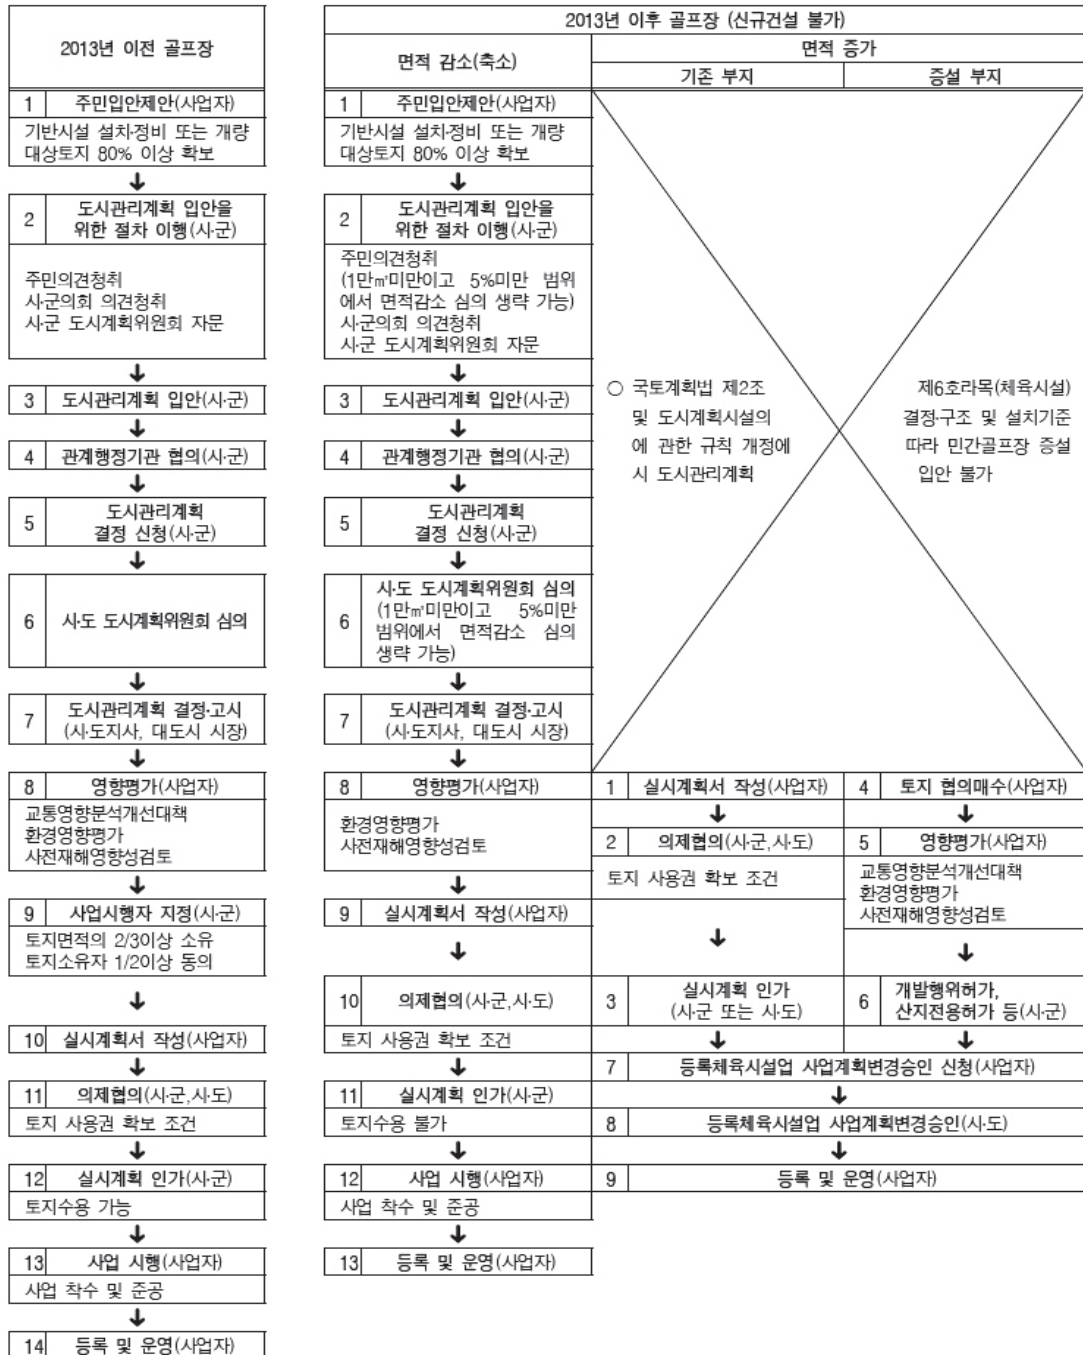 2013년 이전 골프장
1 주민입안제안(사업자)
기반시설 설치·정비 또는 개량
대상토지 80% 이상 확보
↓
2 도시관리계획 입안을
위한 절차 이행(시·군)
주민의견청취
시·군의회 의견청취
시·군 도시계획위원회 자문
↓
3 도시관리계획 입안(시·군)
↓
4 관계행정기관 협의(시·군)
↓
5 도시관리계획
결정 신청(시·군)
↓
6 시·도 도시계획위원회 심의
↓
7 도시관리계획 결정·고시
(시·도지사, 대도시 시장)
↓
8 영향평가(사업자)
교통영향분석개선대책
환경영향평가
사전재해영향성검토
↓
9 사업시행자 지정(시·군)
토지면적의 2/3이상 소유
토지소유자 1/2이상 동의
↓
10 실시계획서 작성(사업자)
↓
11 의제협의(시·군,시·도)
토지 사용권 확보 조건
↓
12 실시계획 인가(시·군)
토지수용 가능
↓
13 사업 시행(사업자)
사업 착수 및 준공
↓
14 등록 및 운영(사업자)
2013년 이후 골프장 (신규건설 불가)
면적 감소(축소)
1 주민입안제안(사업자)
기반시설 설치·정비 또는 개량
대상토지 80% 이상 확보
↓
2 도시관리계획 입안을
위한 절차 이행(시·군)
주민의견청취
(1만㎡미만이고 5%미만 범위
에서 면적감소 심의 생략 가능)
시·군의회 의견청취
시·군 도시계획위원회 자문
↓
3 도시관리계획 입안(시·군)
↓
4 관계행정기관 협의(시·군)
↓
5 도시관리계획
결정 신청(시·군)
↓
6 시·도 도시계획위원회 심의
(1만㎡미만이고 5%미만
범위에서 면적감소 심의
생략 가능)
↓
7 도시관리계획 결정·고시
(시·도지사, 대도시 시장)
↓
8 영향평가(사업자)
환경영향평가
사전재해영향성검토
↓
9 실시계획서 작성(사업자)
↓
10 의제협의(시·군,시·도)
토지 사용권 확보 조건
↓
11 실시계획 인가(시·군)
토지수용 불가
↓
12 사업 시행(사업자)
사업 착수 및 준공
↓
13 등록 및 운영(사업자)
면적 증가
기존 부지 증설 부지
○ 국토계획법 제2조 제6호라목(체육시설)
및 도시계획시설의 결정·구조 및 설치기준
에 관한 규칙 개정에 따라 민간골프장 증설
시 도시관리계획 입안 불가
1 실시계획서 작성(사업자)
↓
2 의제협의(시·군,시·도)
토지 사용권 확보 조건
↓
3 실시계획 인가
(시·군 또는 시·도)
↓
4 토지 협의매수(사업자)
↓
5 영향평가(사업자)
교통영향분석개선대책
환경영향평가
사전재해영향성검토
↓
6 개발행위허가,
산지전용허가 등(시·군)
↓
7 등록체육시설업 사업계획변경승인 신청(사업자)
↓
8 등록체육시설업 사업계획변경승인(시·도)
↓
9 등록 및 운영(사업자)